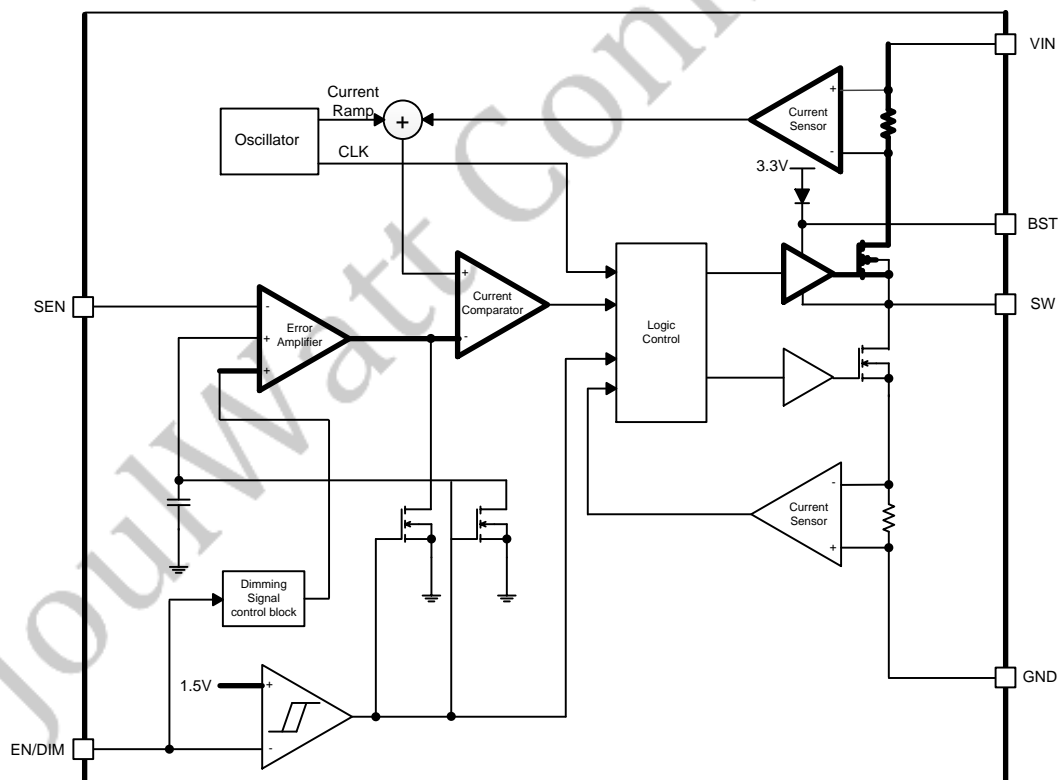 VIN
Current
Ramp
+
Current
Sensor
+
-
Oscillator
CLK
3.3V
BST
SEN
-
+
+
Error
Amplifier
+
-
Current
Comparator
Logic
Control
SW
Current
Sensor
-
+
Dimming
Signal
control block
1.5V
+
-
GND
EN/DIM
JoulWatt